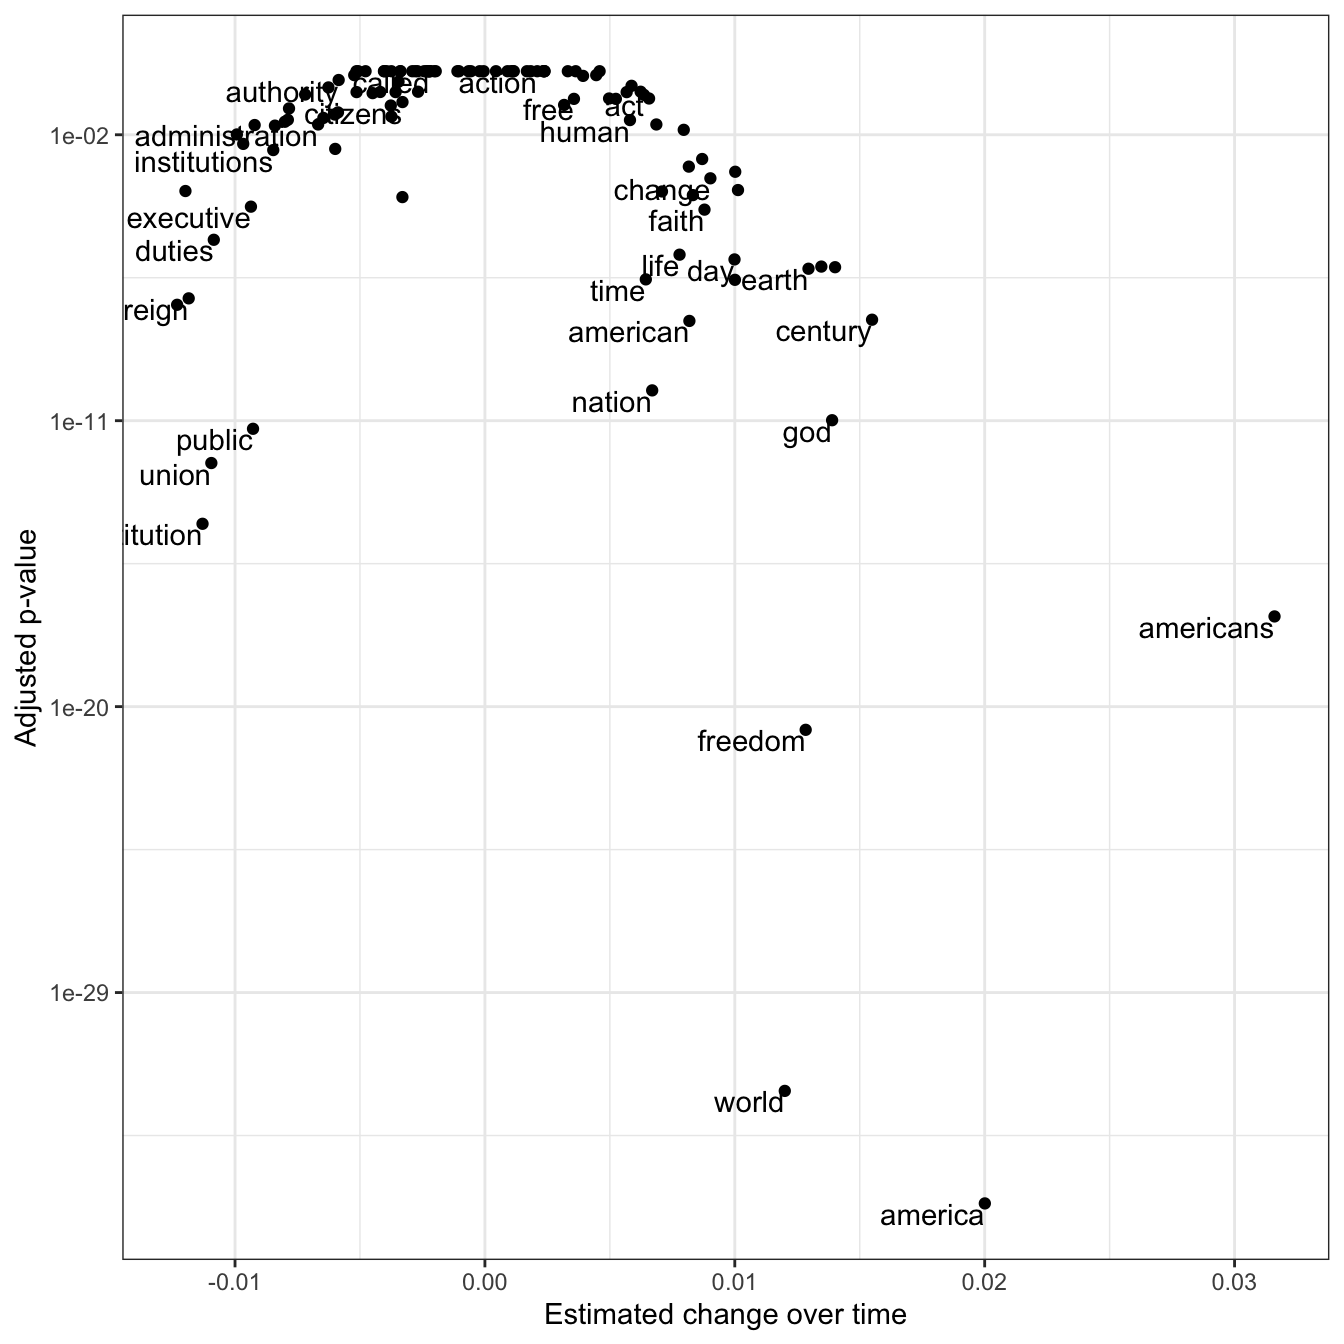 authority
called
action
citizens
free
act
administration
human
institutions
change
executive
faith
duties
life
day
earth
time
reign
american
century
nation
god
public
union
itution
americans
freedom
world
america
1e-02
1e-11
1e-20
1e-29
Adjusted p-value
-0.01
0.00
0.01
0.02
0.03
Estimated change over time